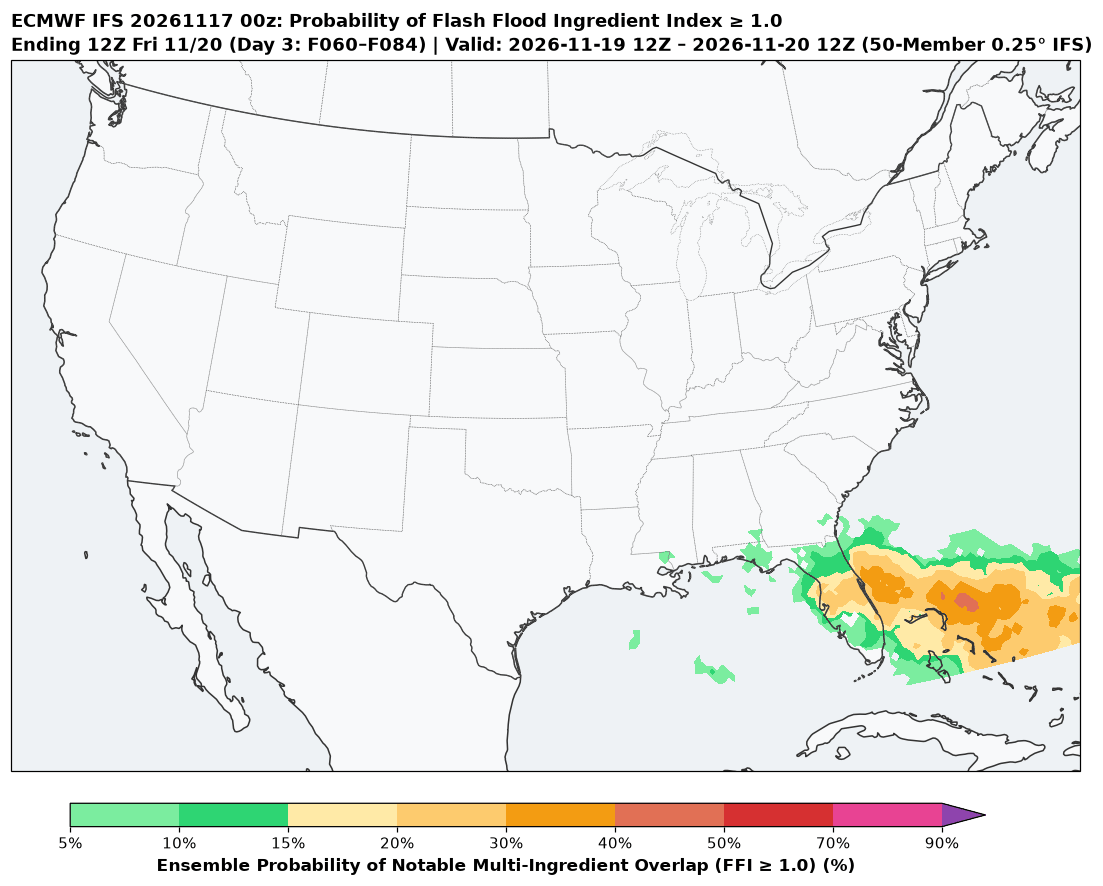 ECMWF IFS 20261117 00z: Probability of Flash Flood Ingredient Index ≥ 1.0
Ending 12Z Fri 11/20 (Day 3: F060–F084) | Valid: 2026-11-19 12Z – 2026-11-20 12Z (50-Member 0.25° IFS)
5% 10% 15% 20% 30% 40% 50% 70% 90%
Ensemble Probability of Notable Multi-Ingredient Overlap (FFI ≥ 1.0) (%)